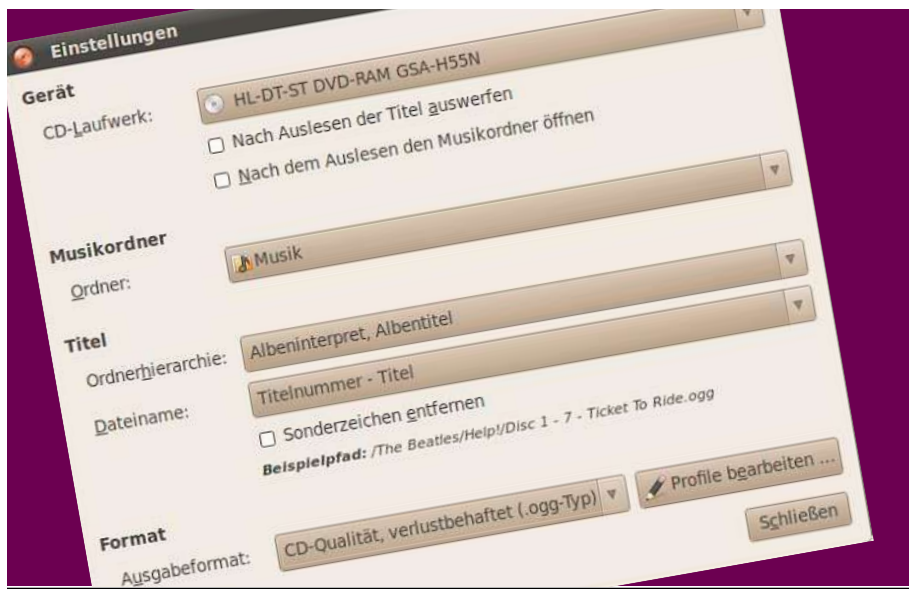 Einstellungen
Gerät
CD-Laufwerk: HL-DT-ST DVD-RAM GSA-H55N
Nach Auslesen der Titel auswerfen
Nach dem Auslesen den Musikordner öffnen
Musikordner
Ordner: Musik
Titel
Ordnerhierarchie: Albeninterpret, Albentitel
Dateiname: Titelnummer - Titel
Sonderzeichen entfernen
Beispielpfad: /The Beatles/Help!/Disc 1 - 7 - Ticket To Ride.ogg
Format
Ausgabeformat: CD-Qualität, verlustbehaftet (.ogg-Typ) Profile bearbeiten ...
Schließen